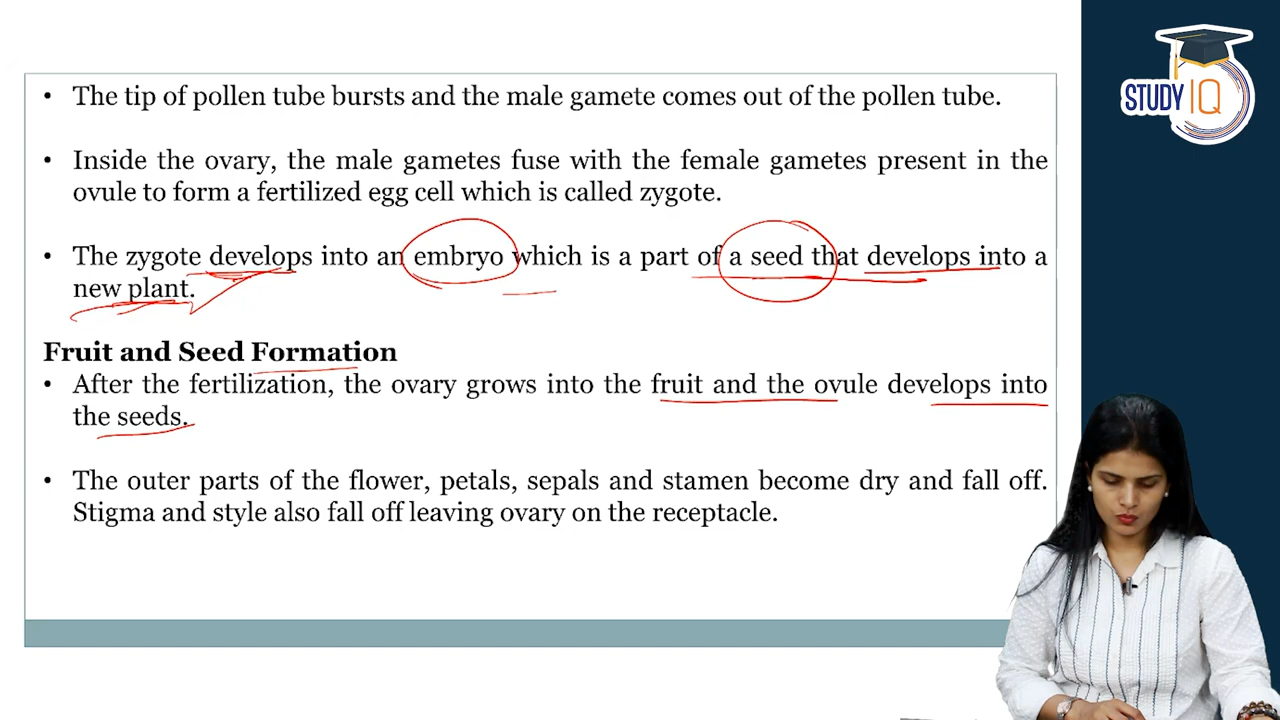 STUDY IQ
• The tip of pollen tube bursts and the male gamete comes out of the pollen tube.
• Inside the ovary, the male gametes fuse with the female gametes present in the
ovule to form a fertilized egg cell which is called zygote.
• The zygote develops into an embryo which is a part of a seed that develops into a
new plant.
Fruit and Seed Formation
• After the fertilization, the ovary grows into the fruit and the ovule develops into
the seeds.
• The outer parts of the flower, petals, sepals and stamen become dry and fall off.
Stigma and style also fall off leaving ovary on the receptacle.